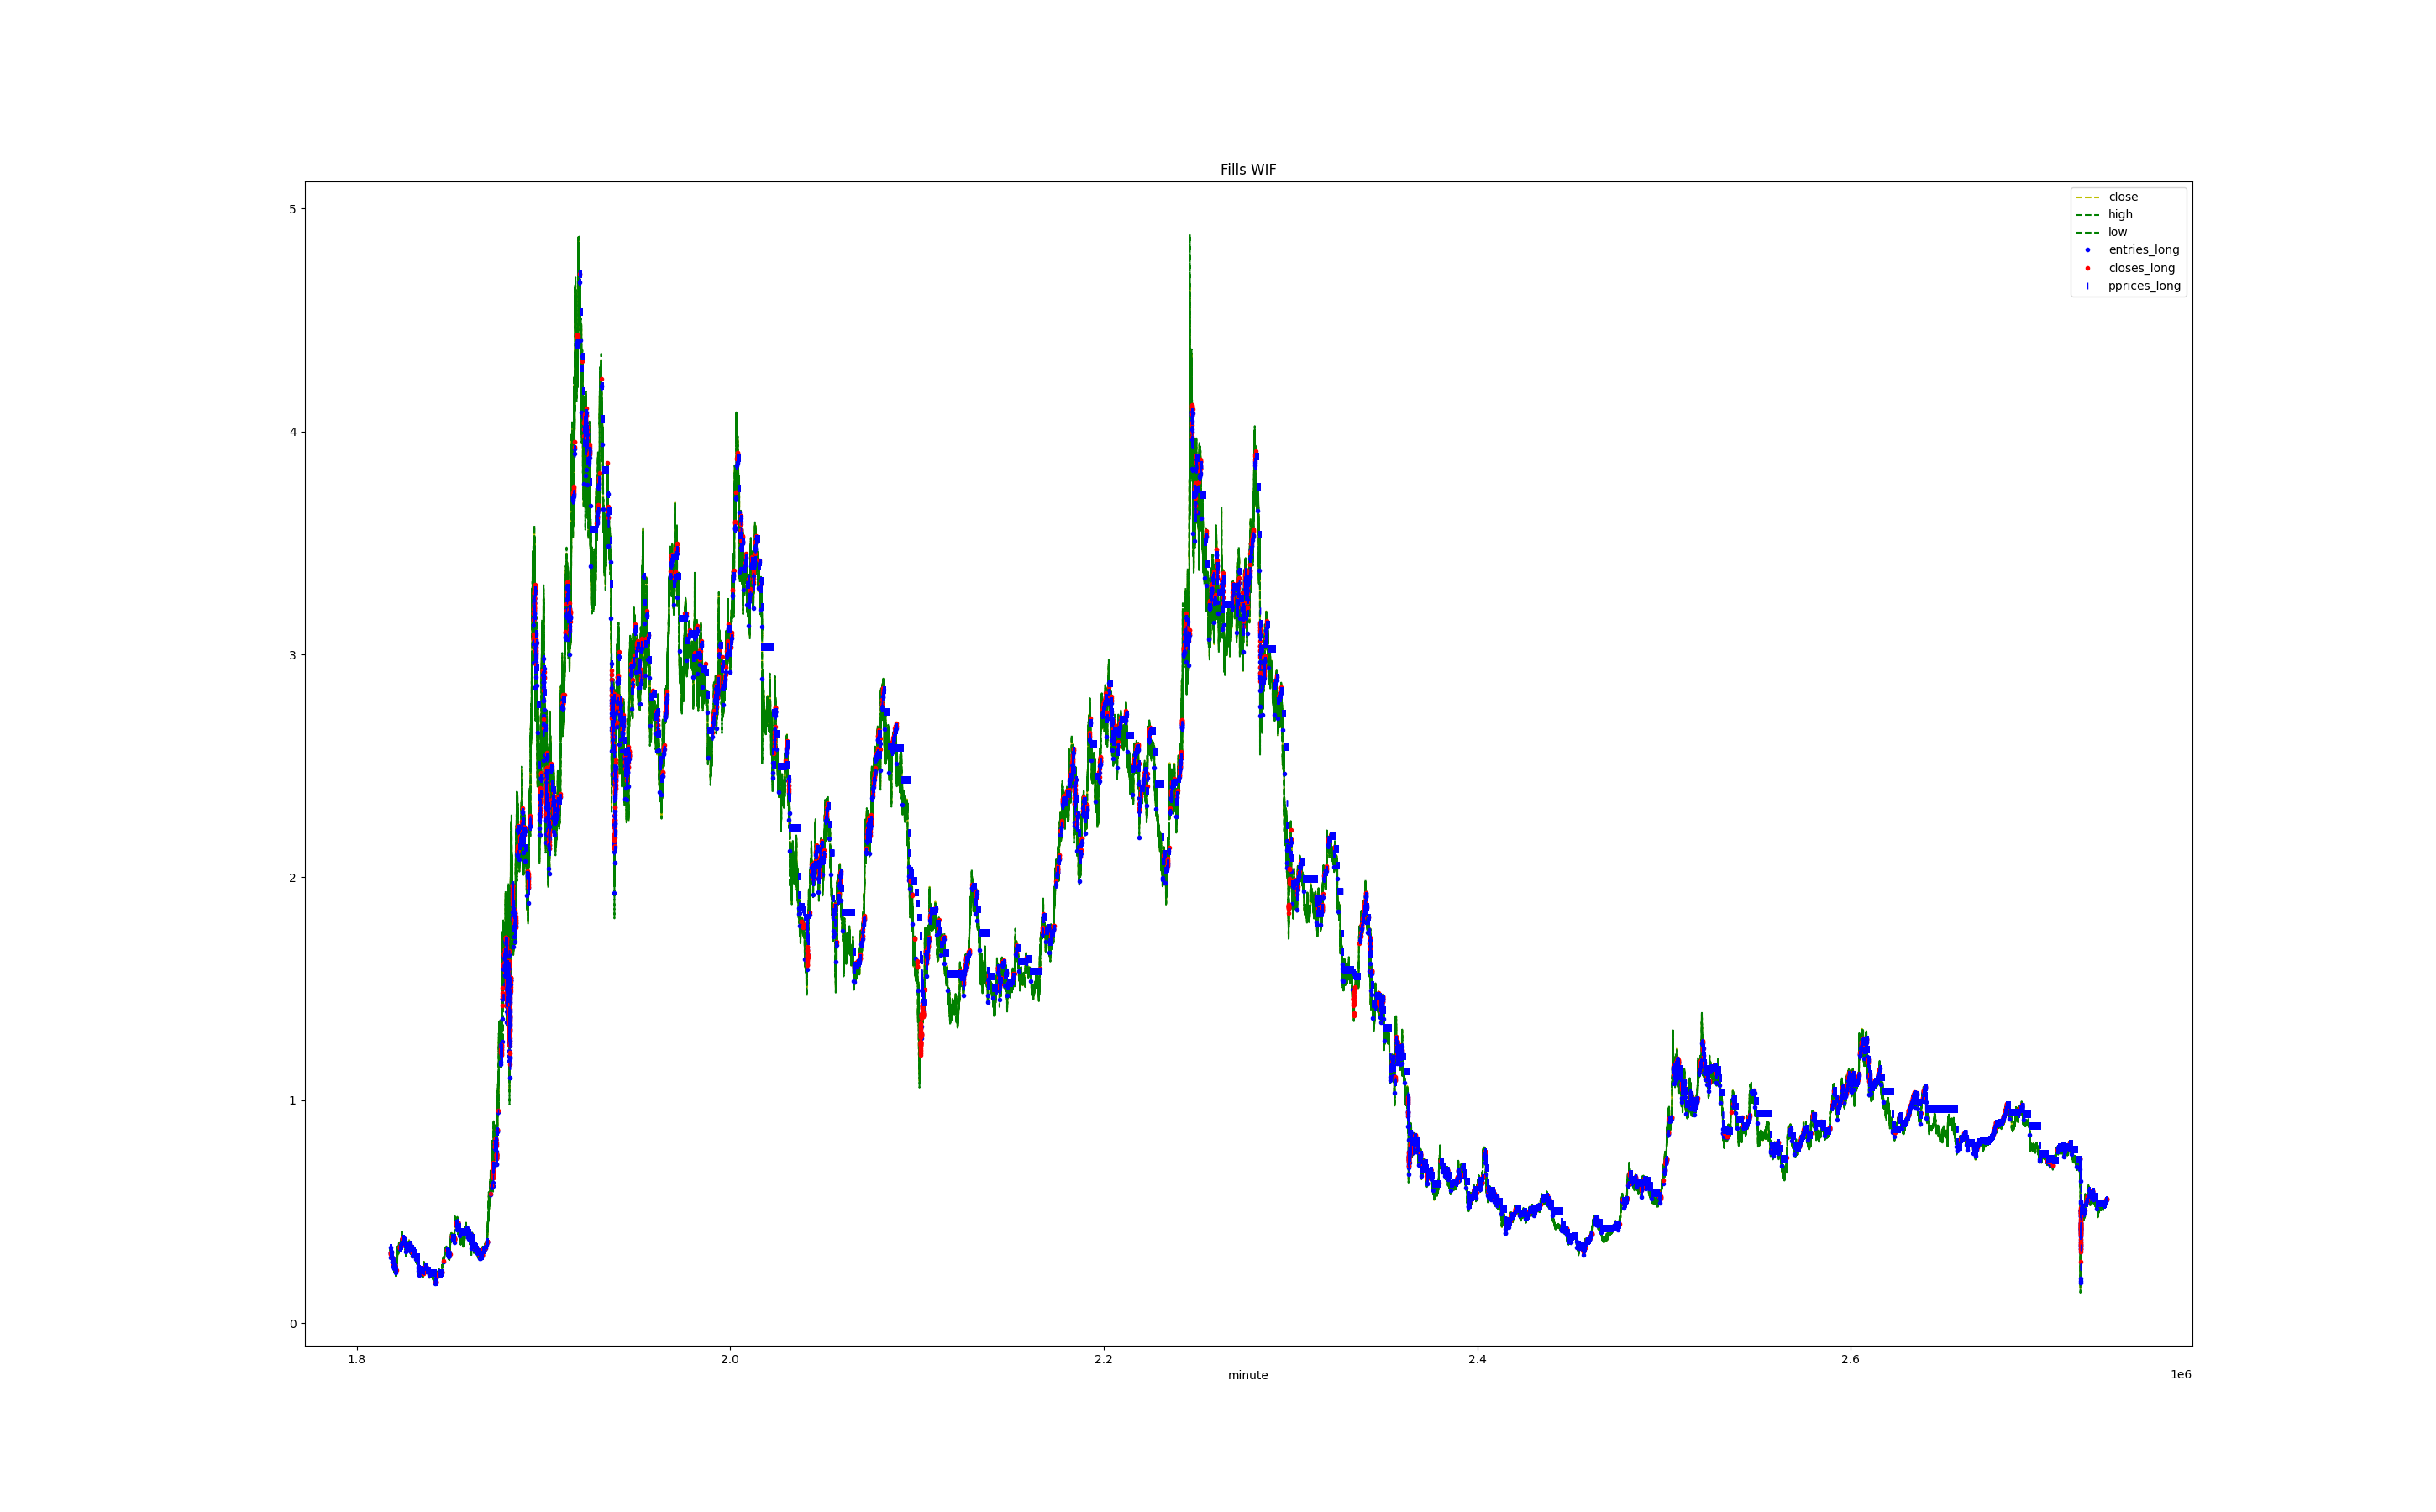 Fills WIF
close
high
low
entries_long
closes_long
pprices_long
5
4
3
2
1
0
1.8 2.0 2.2 2.4 2.6
minute
1e6